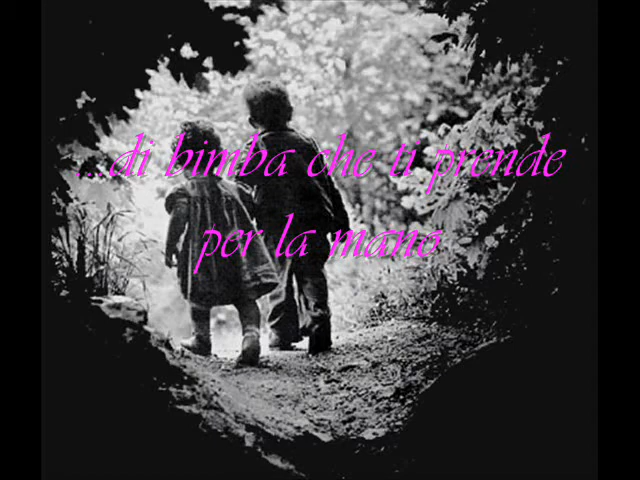 ...di bimba che ti prende
per la mano